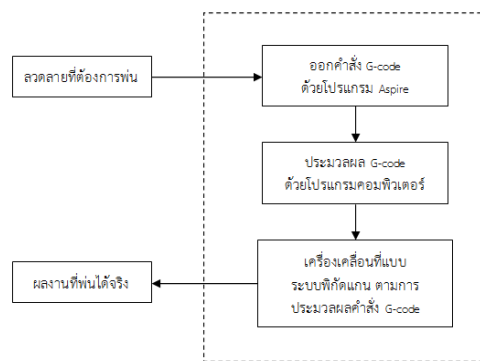 ลวดลายที่ต้องการพ่น
ออกคำสั่ง G-code
ด้วยโปรแกรม Aspire
ประมวลผล G-code
ด้วยโปรแกรมคอมพิวเตอร์
เครื่องเคลื่อนที่แบบ
ระบบพิกัดแกน ตามการ
ประมวลผลคำสั่ง G-code
ผลงานที่พ่นได้จริง